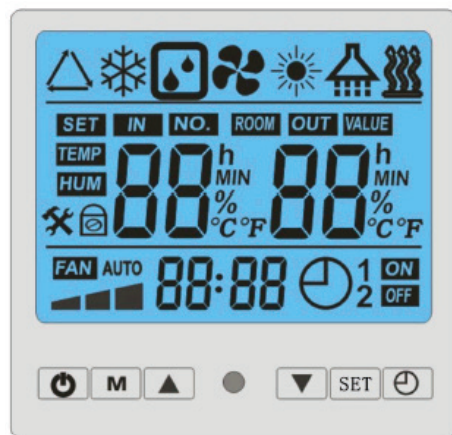 SET IN NO. ROOM OUT VALUE
TEMP 88 h 88 h
MIN MIN
HUM % %
°C °F °C °F
FAN AUTO 88:88 1 ON
2 OFF
M SET